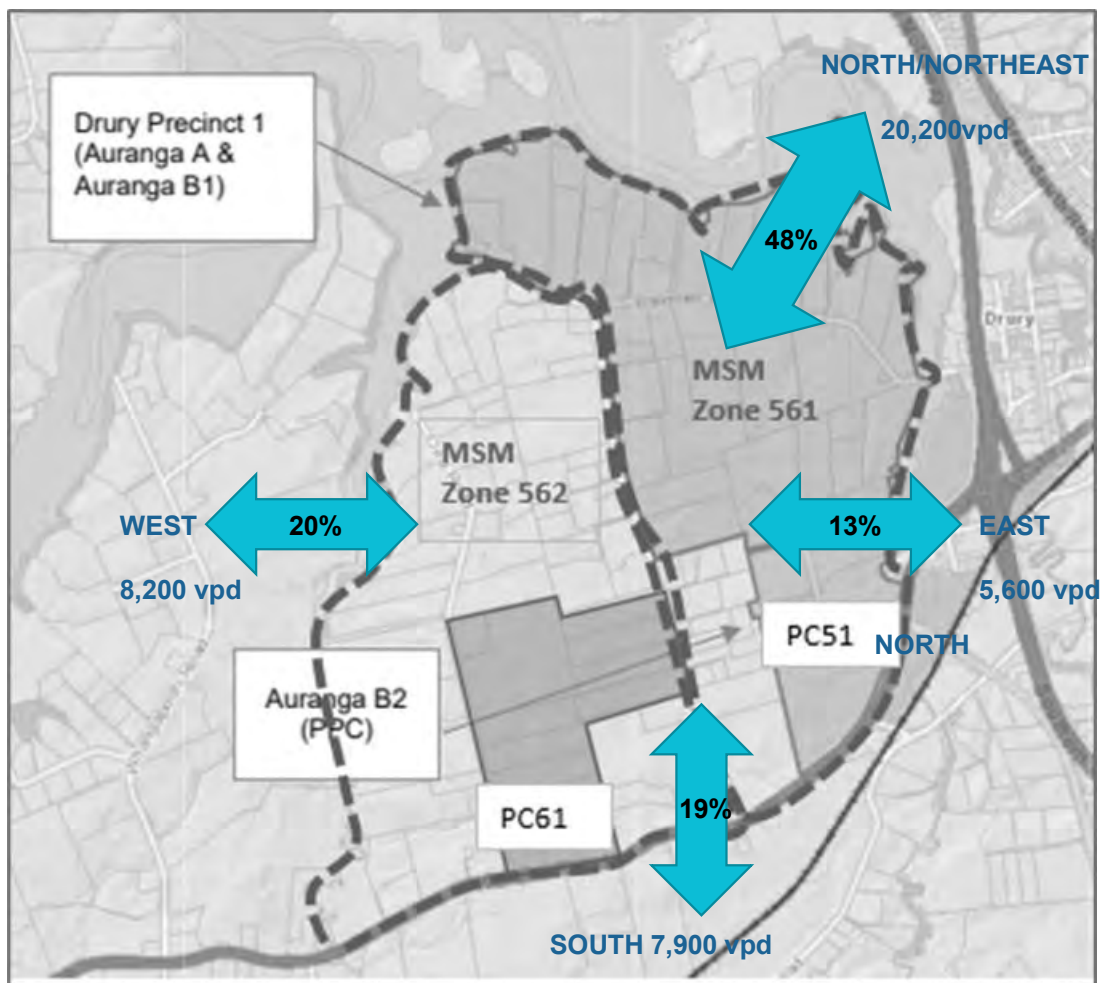 NORTH/NORTHEAST
20,200vpd
Drury Precinct 1
(Auranga A &
Auranga B1)
48%
Drury
MSM
Zone 561
MSM
Zone 562
WEST
20%
13%
EAST
8,200 vpd
5,600 vpd
PC51
NORTH
Auranga B2
(PPC)
PC61
19%
SOUTH 7,900 vpd